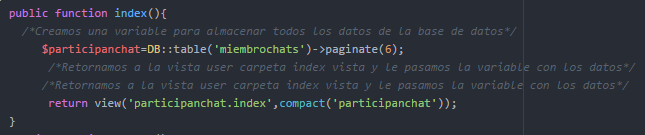 public function index(){
/*Creamos una variable para almacenar todos los datos de la base de datos*/
$participanchat=DB::table('miembrochats')->paginate(6);
/*Retornamos a la vista user carpeta index vista y le pasamos la variable con los datos*/
/*Retornamos a la vista user carpeta index vista y le pasamos la variable con los datos*/
return view('participanchat.index',compact('participanchat'));
}